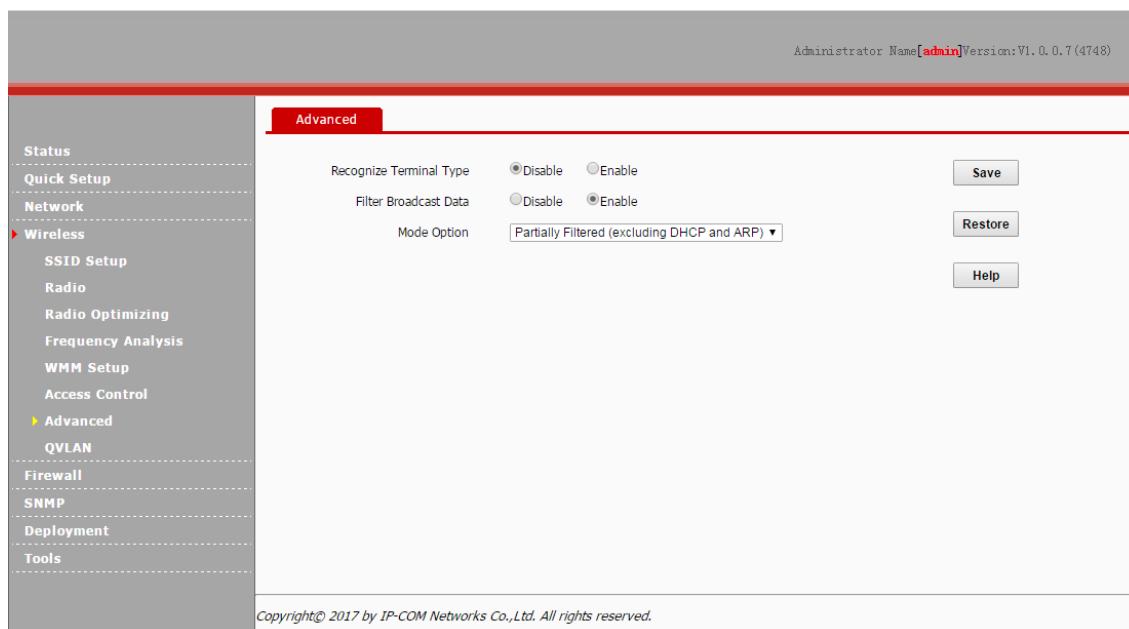 Administrator Name[admin]Version:V1.0.0.7(4748)
Advanced
Status
Quick Setup
Network
Wireless
SSID Setup
Radio
Radio Optimizing
Frequency Analysis
WMM Setup
Access Control
Advanced
QVLAN
Firewall
SNMP
Deployment
Tools
Recognize Terminal Type Disable Enable
Filter Broadcast Data Disable Enable
Mode Option Partially Filtered (excluding DHCP and ARP)
Save
Restore
Help
Copyright© 2017 by IP-COM Networks Co.,Ltd. All rights reserved.